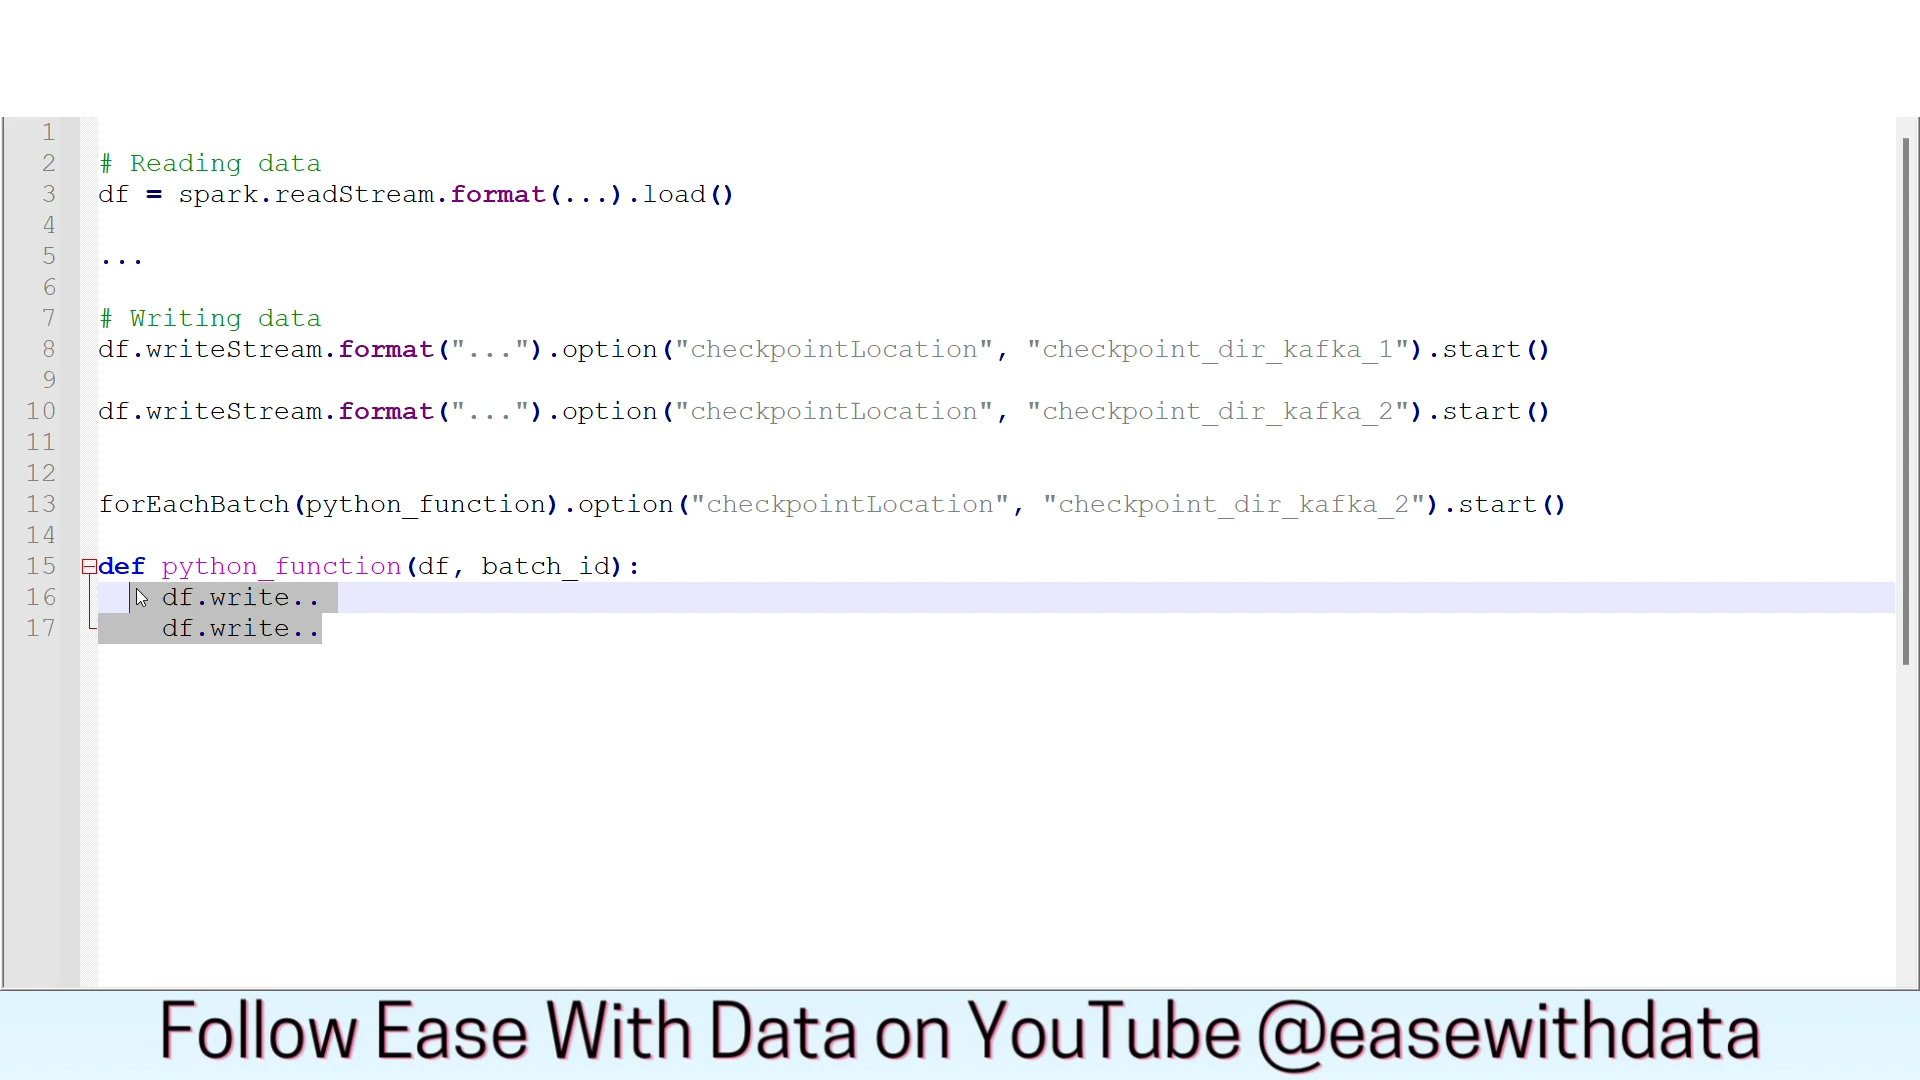 1
2 # Reading data
3 df = spark.readStream.format(...).load()
4
5 ...
6
7 # Writing data
8 df.writeStream.format("...").option("checkpointLocation", "checkpoint_dir_kafka_1").start()
9
10 df.writeStream.format("...").option("checkpointLocation", "checkpoint_dir_kafka_2").start()
11
12
13 forEachBatch(python_function).option("checkpointLocation", "checkpoint_dir_kafka_2").start()
14
15 def python_function(df, batch_id):
16 df.write..
17 df.write..
Follow Ease With Data on YouTube @easewithdata